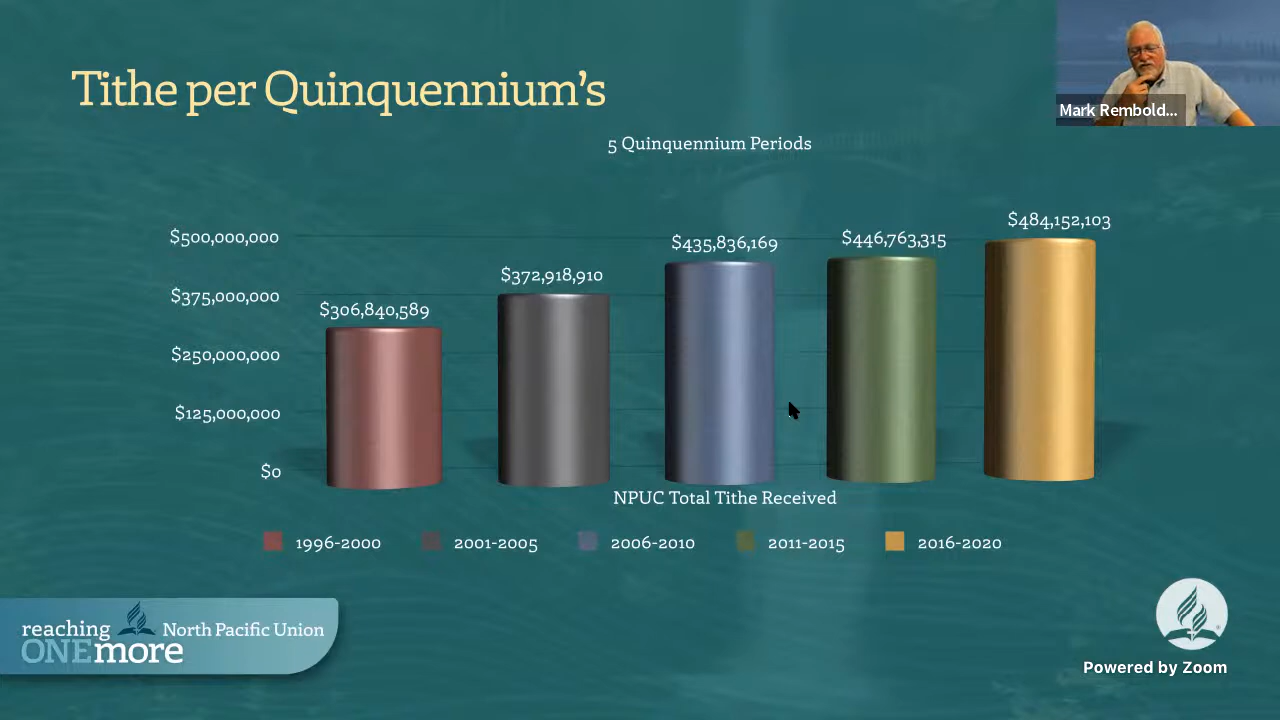 Tithe per Quinquennium's
Mark Rembold...
5 Quinquennium Periods
$500,000,000
$375,000,000
$250,000,000
$125,000,000
$0
$306,840,589
$372,918,910
$435,836,169
$446,763,315
$484,152,103
NPUC Total Tithe Received
1996-2000
2001-2005
2006-2010
2011-2015
2016-2020
reaching North Pacific Union
ONEmore
Powered by Zoom